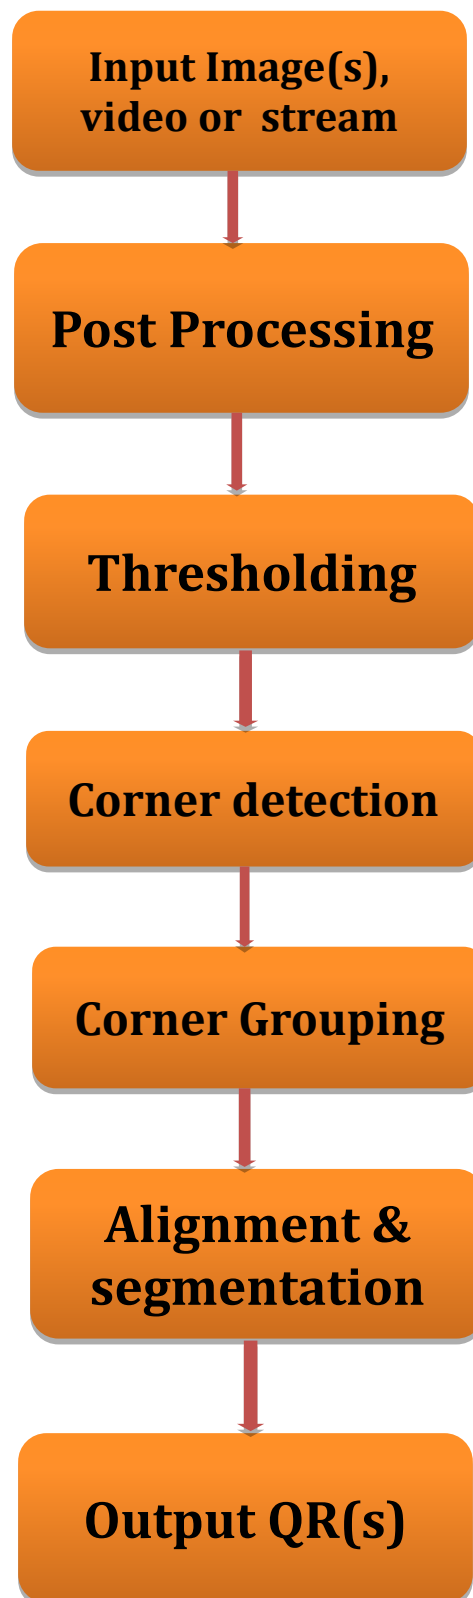 Input Image(s),
video or stream
Post Processing
Thresholding
Corner detection
Corner Grouping
Alignment &
segmentation
Output QR(s)